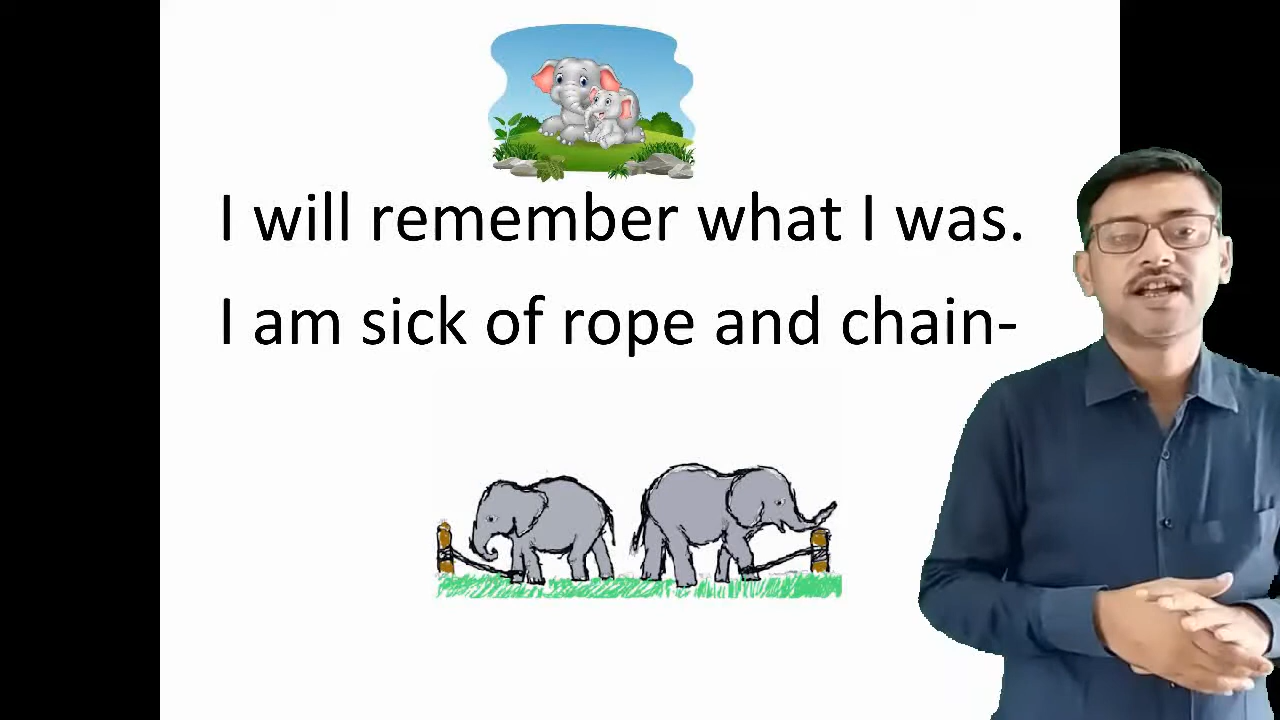 I will remember what I was.
I am sick of rope and chain-